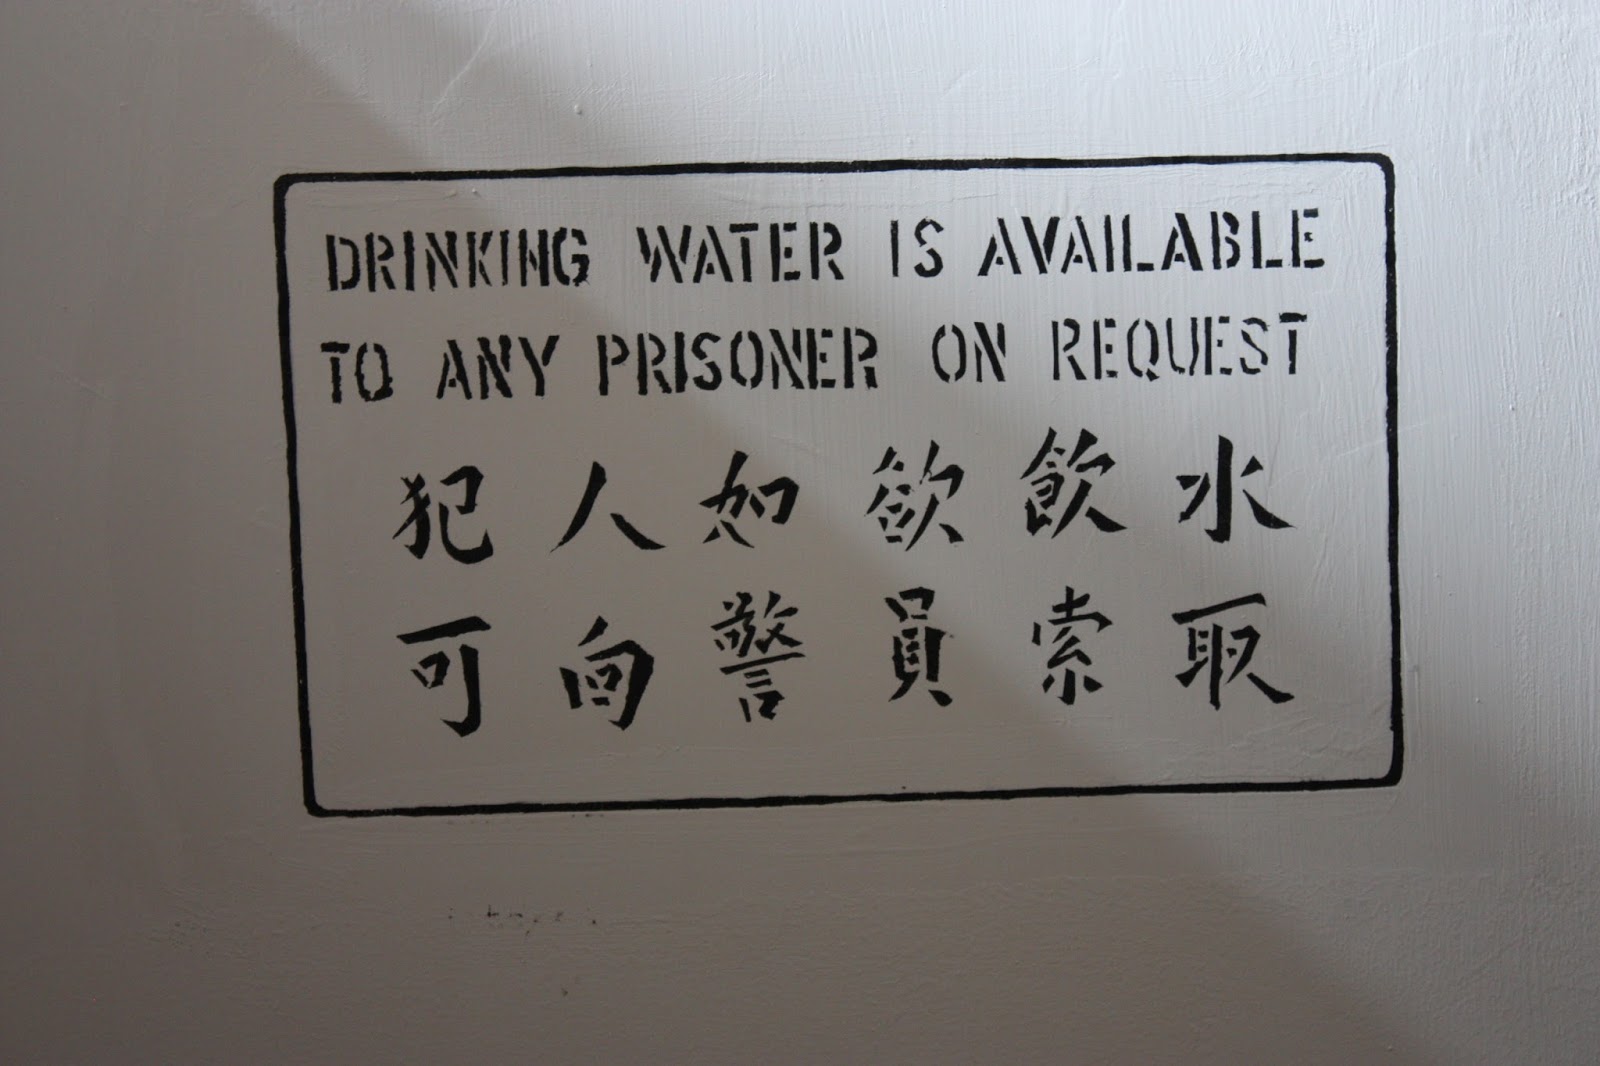 DRINKING WATER IS AVAILABLE
TO ANY PRISONER ON REQUEST
犯人如欲飲水
可向警員索取